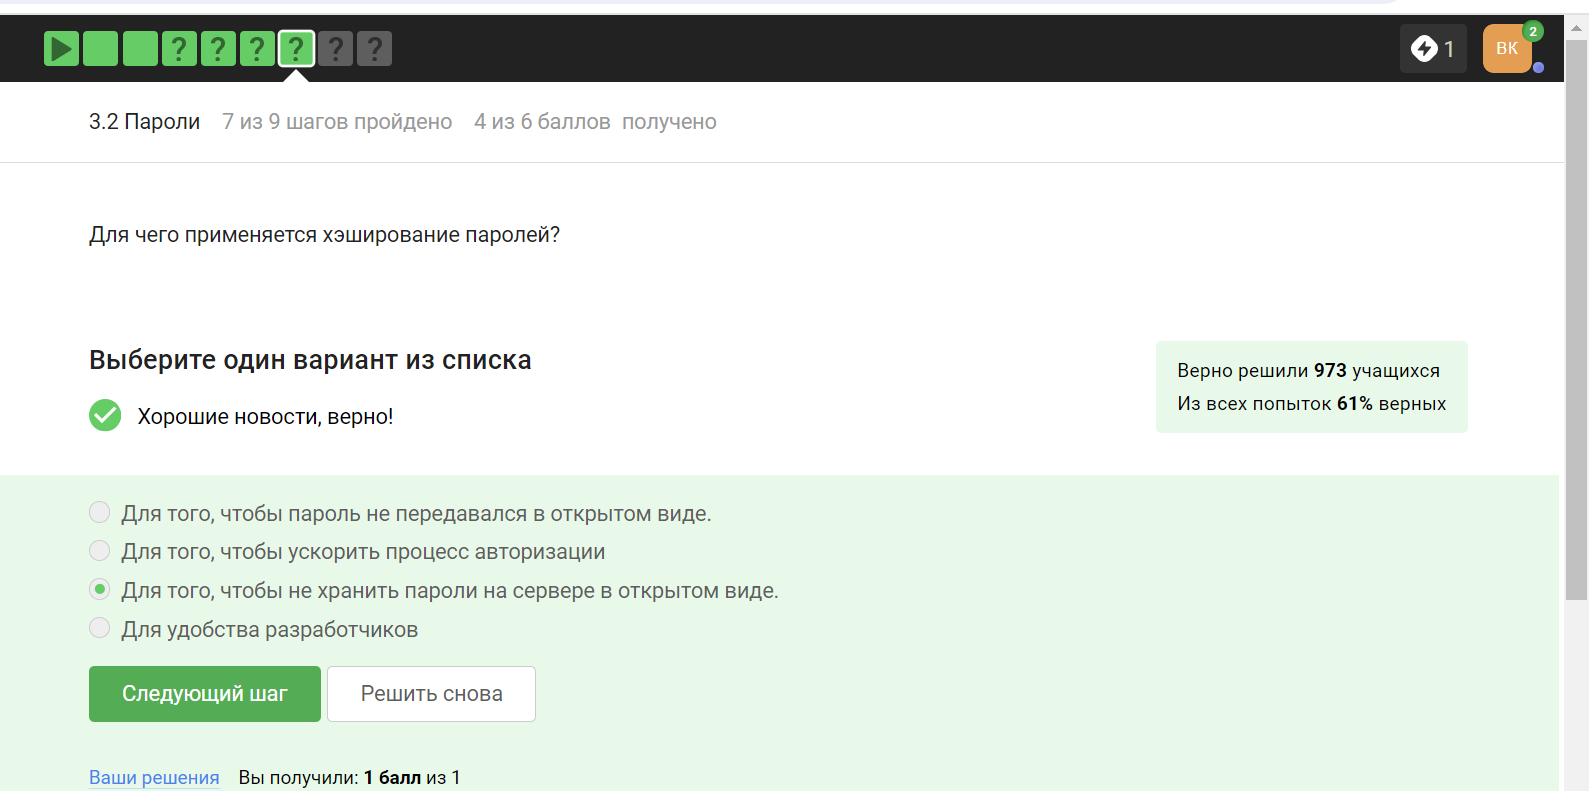 ? ? ? ? ? ?
1
ВК
2
3.2 Пароли 7 из 9 шагов пройдено 4 из 6 баллов получено
Для чего применяется хэширование паролей?
Выберите один вариант из списка
Хорошие новости, верно!
Верно решили 973 учащихся
Из всех попыток 61% верных
Для того, чтобы пароль не передавался в открытом виде.
Для того, чтобы ускорить процесс авторизации
Для того, чтобы не хранить пароли на сервере в открытом виде.
Для удобства разработчиков
Следующий шаг Решить снова
Ваши решения Вы получили: 1 балл из 1